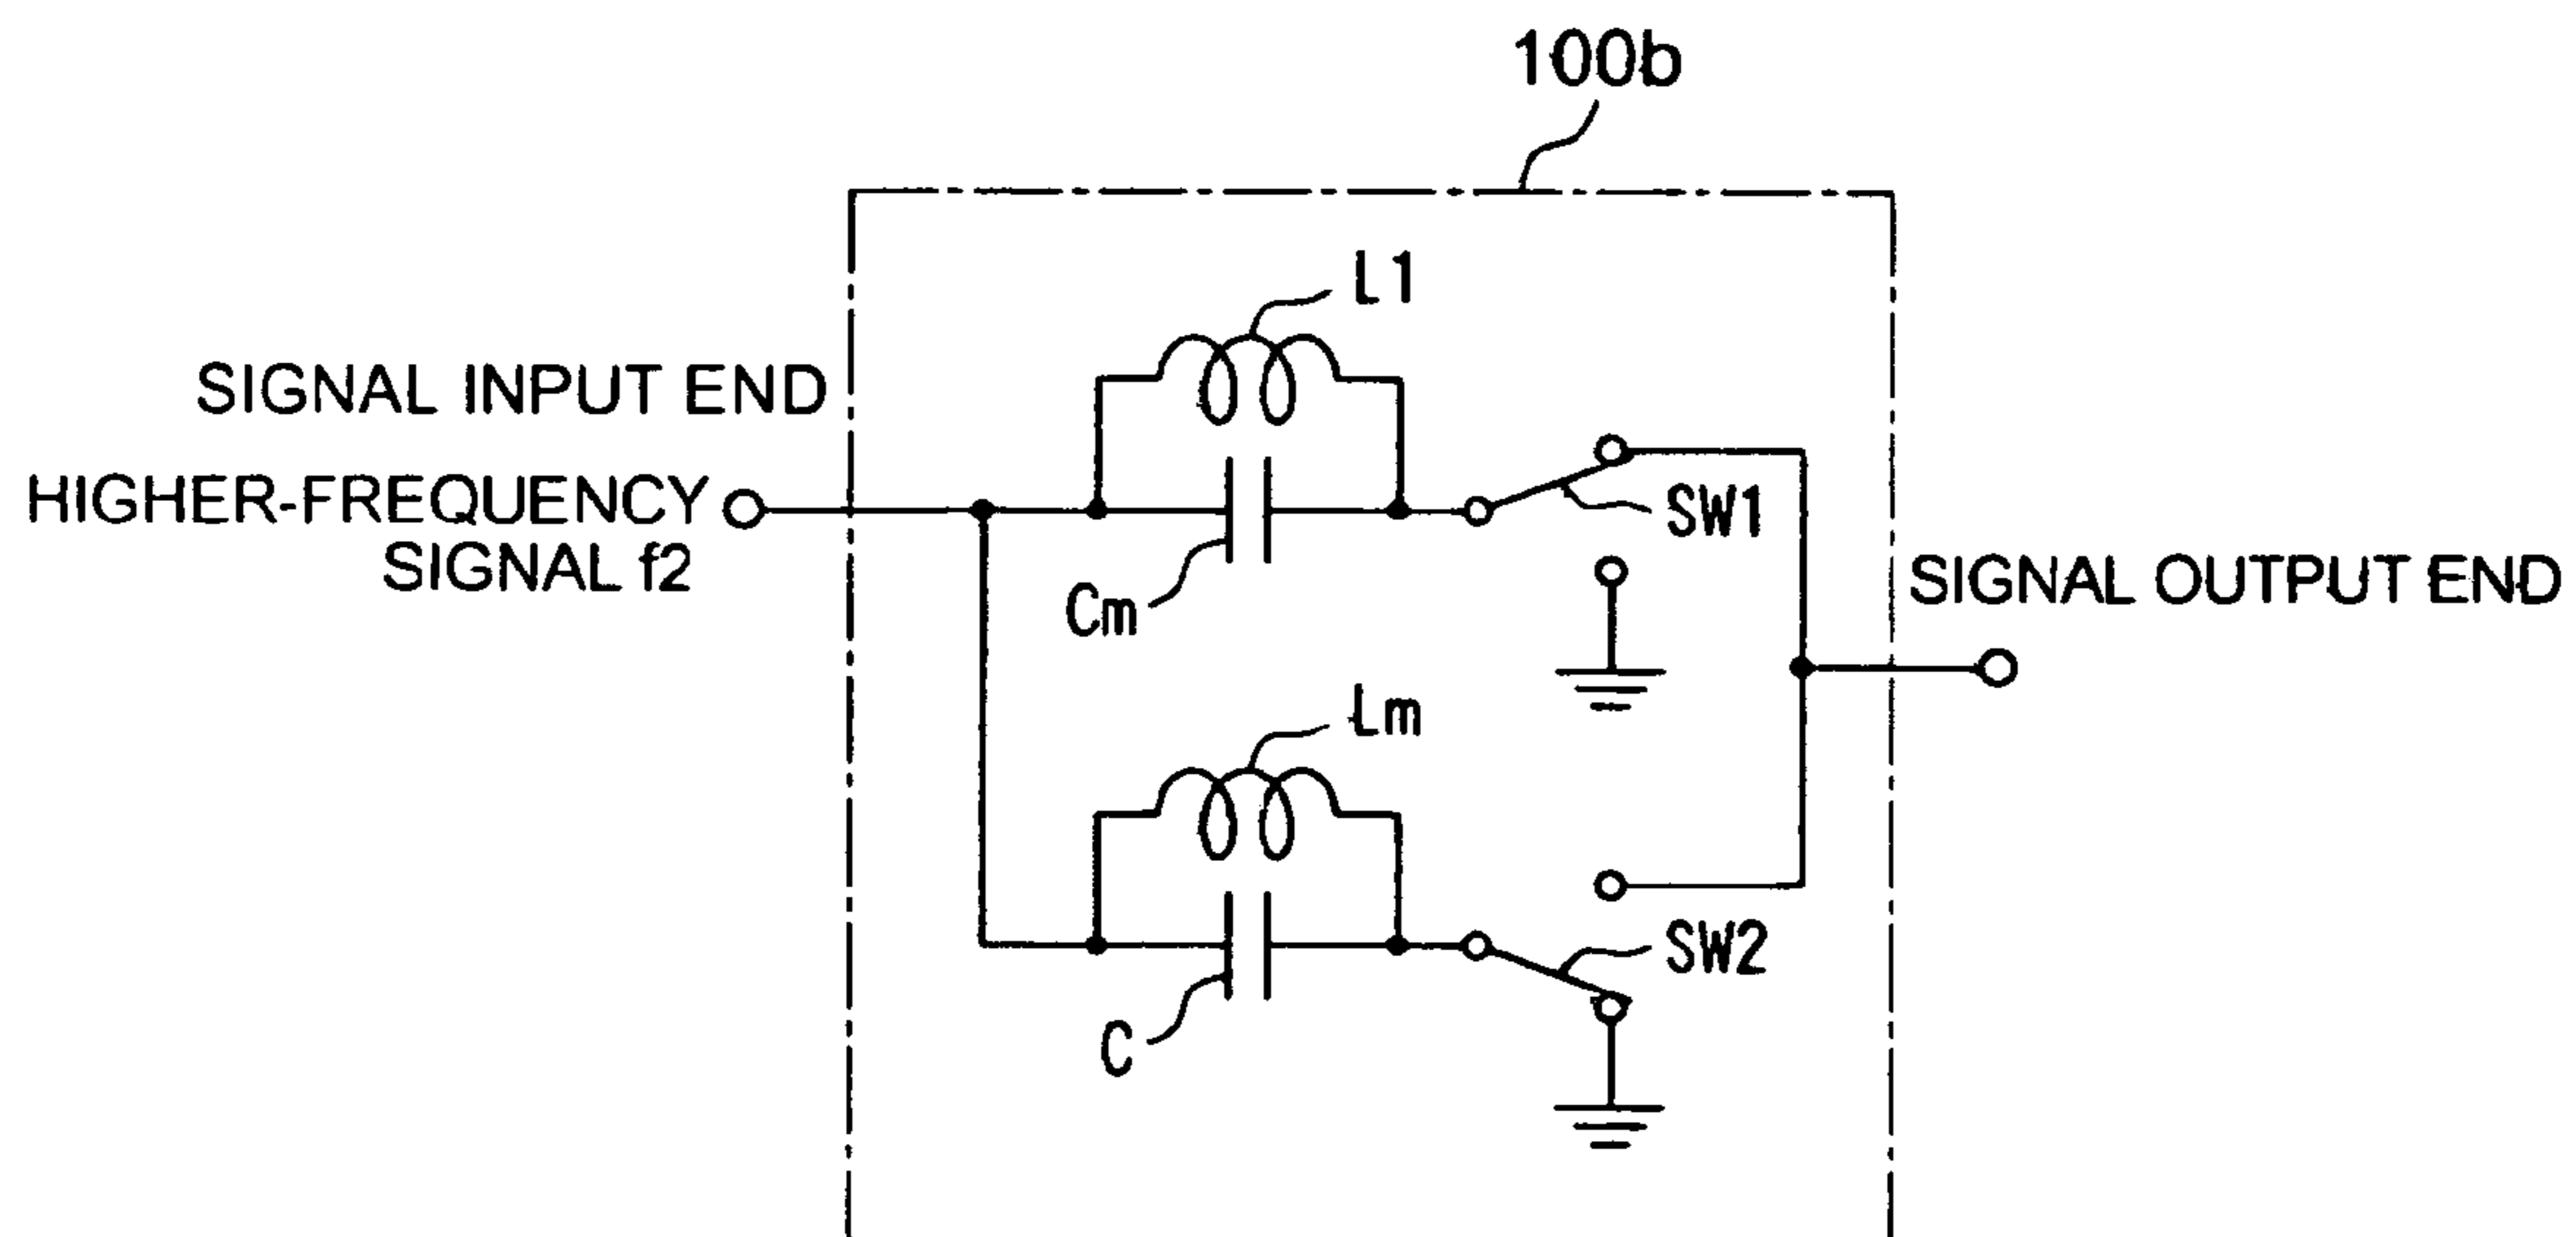 100b
L1
SIGNAL INPUT END
HIGHER-FREQUENCY
SIGNAL f2
SW1
Cm
SIGNAL OUTPUT END
Lm
SW2
C